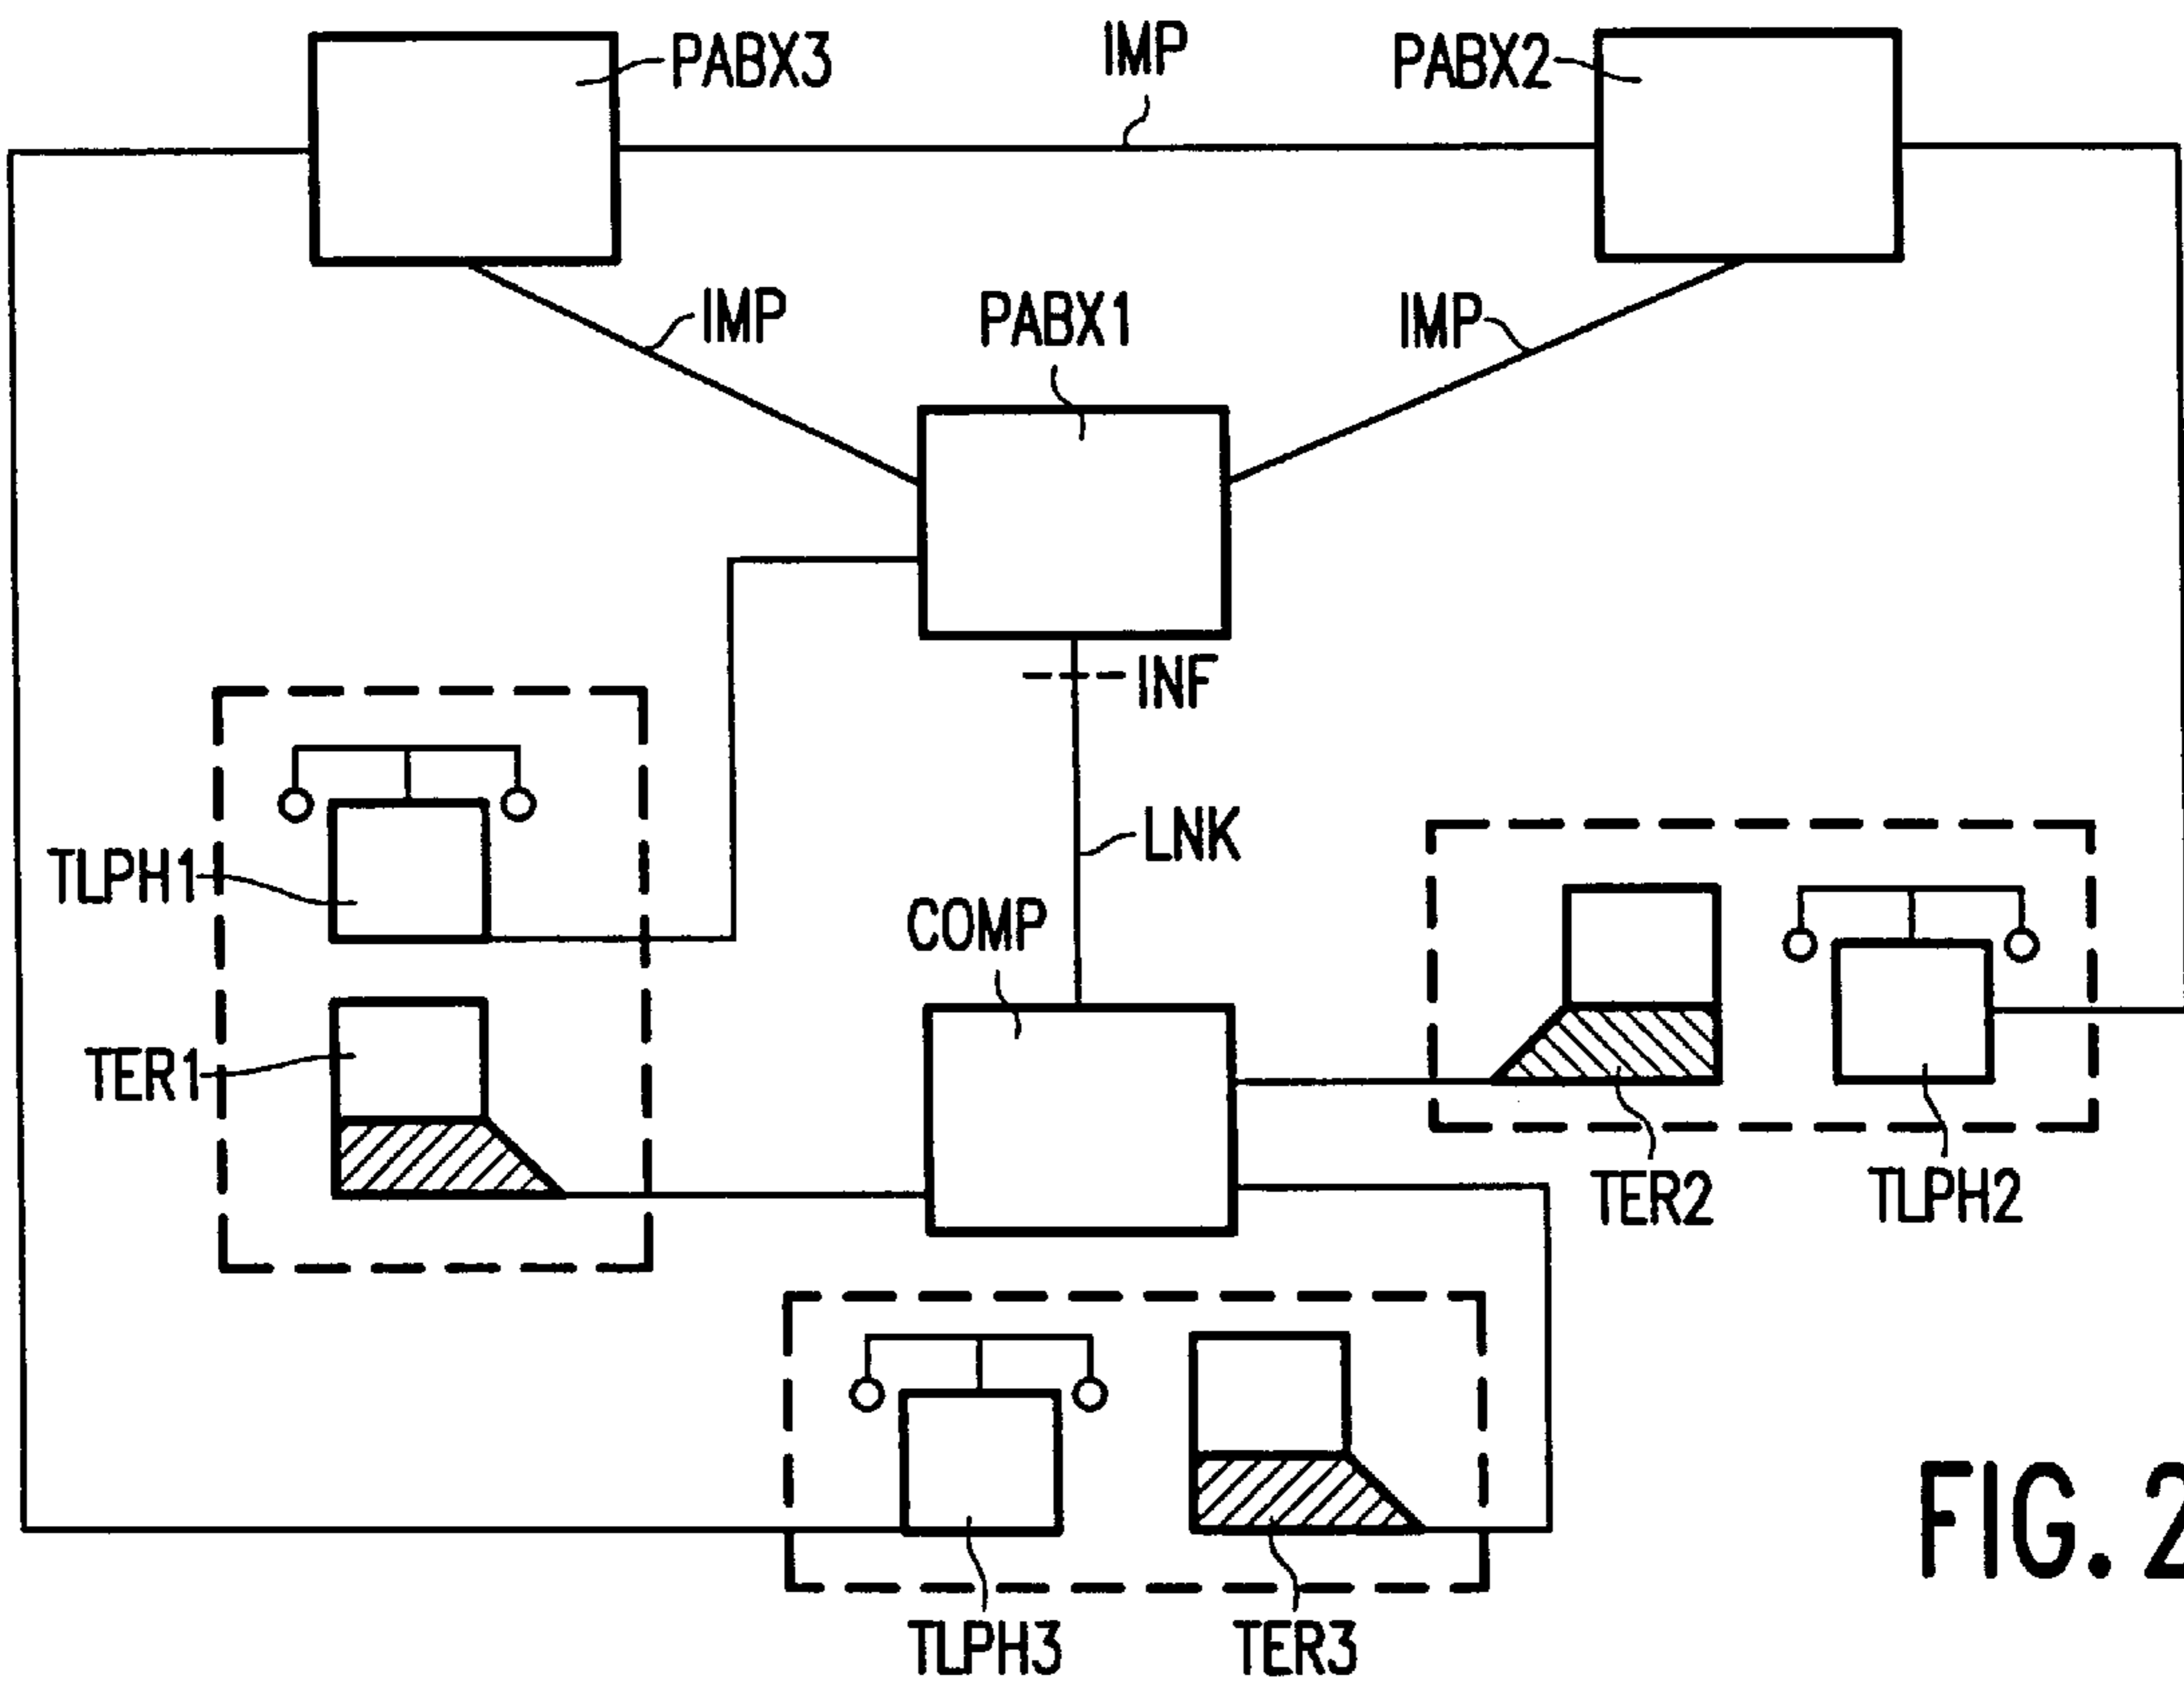 PABX3
IMP
PABX2
IMP
PABX1
IMP
INF
TLPH1
LNK
COMP
TER1
TER2
TLPH2
TLPH3
TER3
FIG. 2